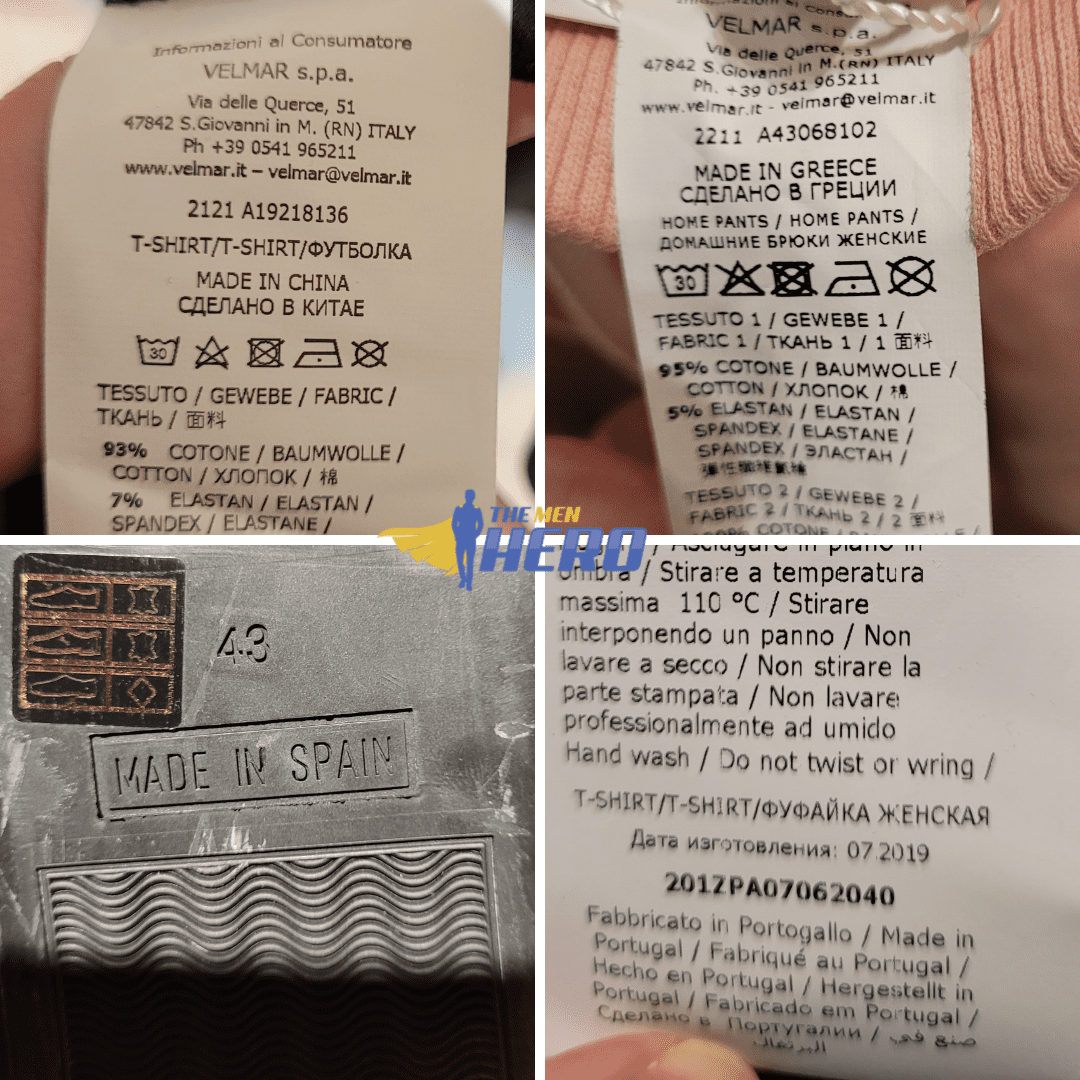 Informazioni al Consumatore
VELMAR s.p.a.
Via delle Querce, 51
47842 S.Giovanni in M. (RN) ITALY
Ph +39 0541 965211
www.velmar.it – velmar@velmar.it
2121 A19218136
T-SHIRT/T-SHIRT/ФУТБОЛКА
MADE IN CHINA
СДЕЛАНО В КИТАЕ
30
TESSUTO / GEWEBE / FABRIC /
ТКАНЬ / 面料
93% COTONE / BAUMWOLLE /
COTTON / ХЛОПОК / 棉
7% ELASTAN / ELASTAN /
SPANDEX / ELASTANE /
VELMAR s.p.a.
Via delle Querce, 51
47842 S.Giovanni in M.(RN) ITALY
Ph. +39 0541 965211
www.velmar.it - velmar@velmar.it
2211 A43068102
MADE IN GREECE
СДЕЛАНО В ГРЕЦИИ
HOME PANTS / HOME PANTS /
ДОМАШНИЕ БРЮКИ ЖЕНСКИЕ
30
TESSUTO 1 / GEWEBE 1 /
FABRIC 1 / ТКАНЬ 1 / 1 面料
95% COTONE / BAUMWOLLE /
COTTON / ХЛОПОК / 棉
5% ELASTAN / ELASTAN /
SPANDEX / ELASTANE /
SPANDEX / ЭЛАСТАН /
TESSUTO 2 / GEWEBE 2 /
FABRIC 2 / ТКАНЬ 2 / 2 面料
COTONE /
THE MEN
HERO
43
MADE IN SPAIN
/ Asciugare in piano in
ombra / Stirare a temperatura
massima 110 °C / Stirare
interponendo un panno / Non
lavare a secco / Non stirare la
parte stampata / Non lavare
professionalmente ad umido
Hand wash / Do not twist or wring /
T-SHIRT/T-SHIRT/ФУФАЙКА ЖЕНСКАЯ
Дата изготовления: 07.2019
201ZPA07062040
Fabbricato in Portogallo / Made in
Portugal / Fabriqué au Portugal /
Hecho en Portugal / Hergestellt in
Portugal / Fabricado em Portugal /
Сделано в Португалии / صنع في
البرتغال